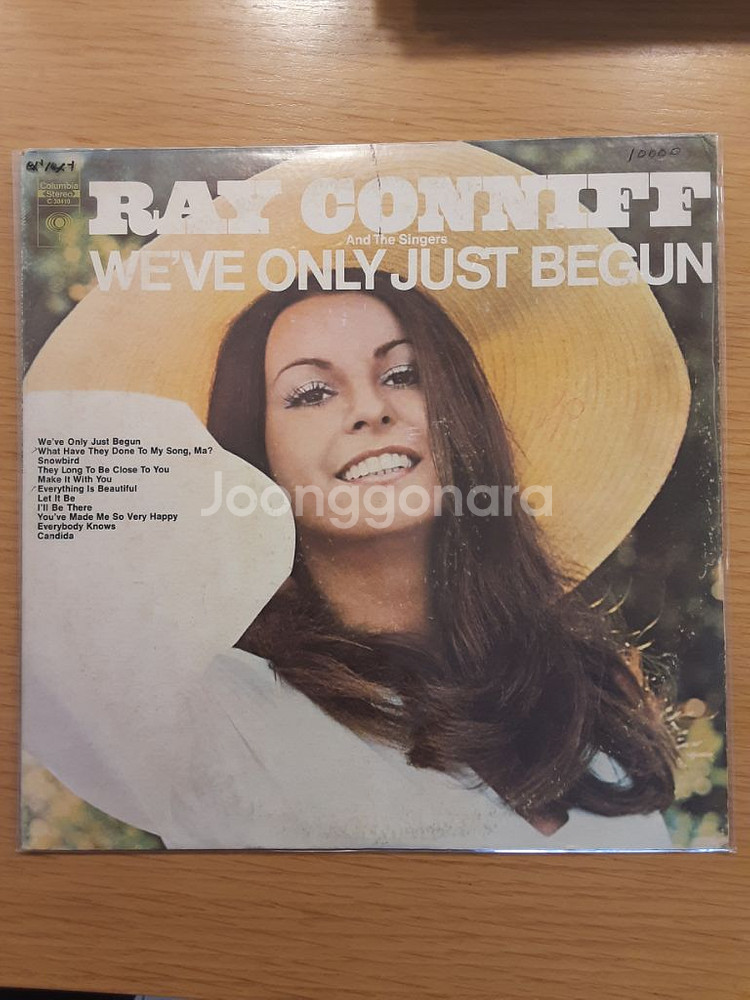 10000
Columbia
Stereo
C 30410
RAY CONNIFF
And The Singers
WE'VE ONLY JUST BEGUN
We've Only Just Begun
What Have They Done To My Song, Ma?
Snowbird
They Long To Be Close To You
Make It With You
Everything Is Beautiful
Let It Be
I'll Be There
You've Made Me So Very Happy
Everybody Knows
Candida
Joonggonara